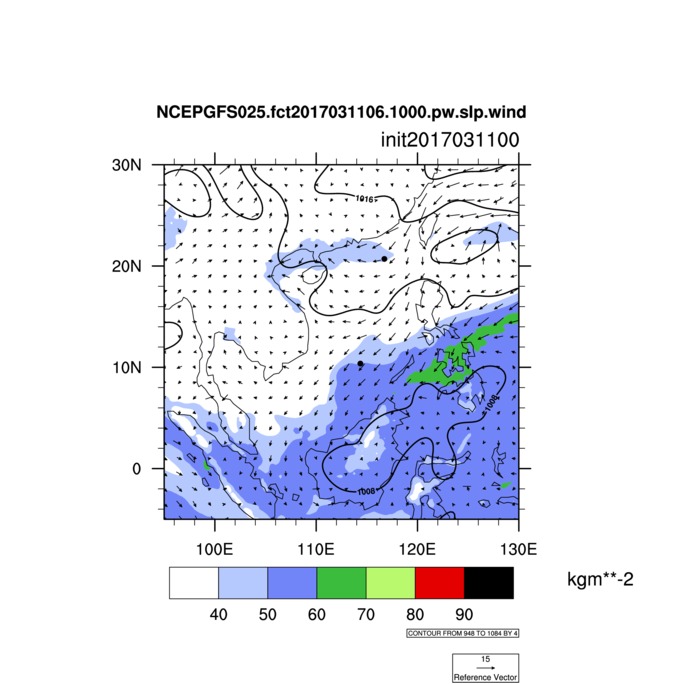 NCEPGFS025.fct2017031106.1000.pw.slp.wind
init2017031100
30N
20N
10N
0
1016
1008
1008
100E 110E 120E 130E
40 50 60 70 80 90
kgm**-2
CONTOUR FROM 948 TO 1084 BY 4
15
Reference Vector